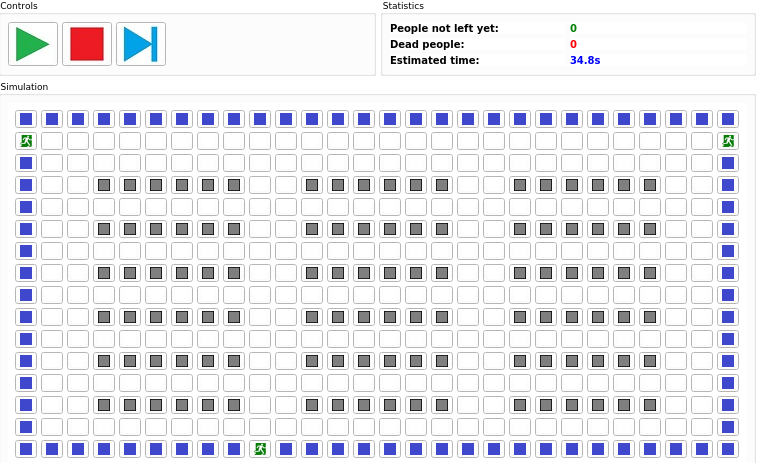 Controls
Statistics
People not left yet: 0
Dead people: 0
Estimated time: 34.8s
Simulation